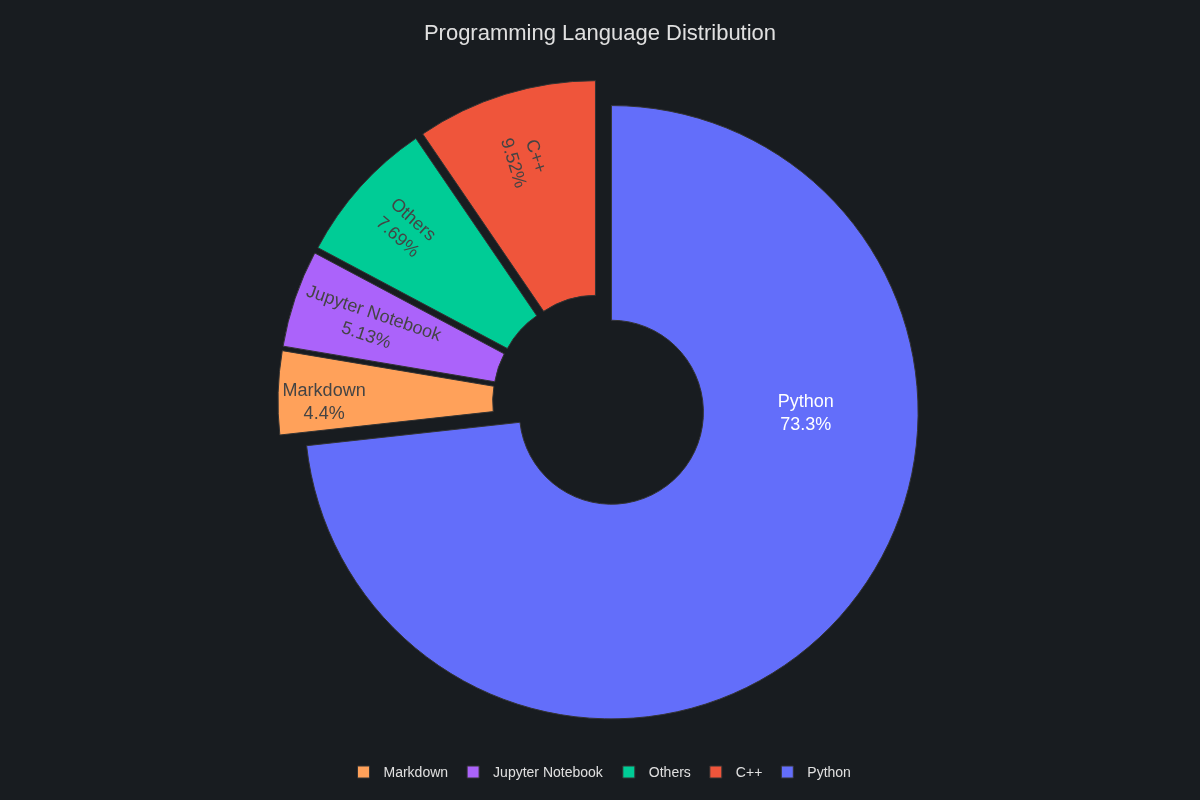 Programming Language Distribution
C++
9.52%
Others
7.69%
Jupyter Notebook
5.13%
Markdown
4.4%
Python
73.3%
Markdown
Jupyter Notebook
Others
C++
Python